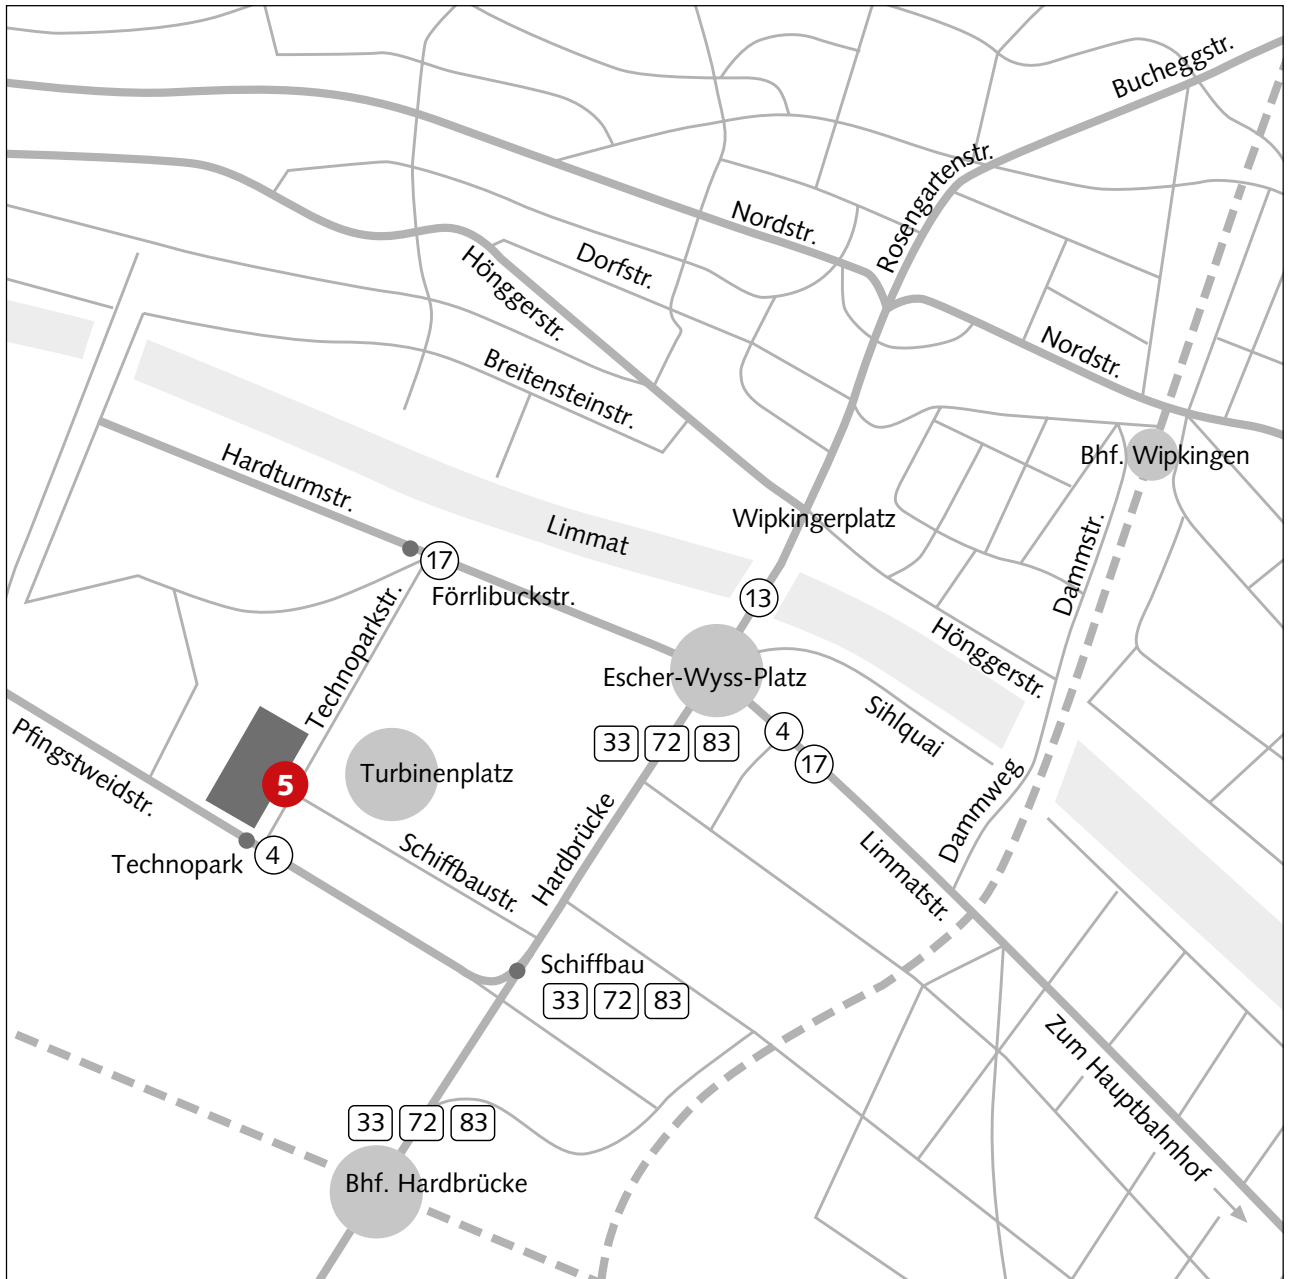 Bucheggstr.
Rosengartenstr.
Nordstr.
Dorfstr.
Hönggerstr.
Nordstr.
Breitensteinstr.
Bhf. Wipkingen
Hardturmstr.
Wipkingerplatz
Limmat
17
Förrlibuckstr.
13
Dammstr.
Technoparkstr.
Hönggerstr.
Escher-Wyss-Platz
Sihlquai
33 72 83
4
17
Pfingstweidstr.
5
Turbinenplatz
Dammweg
Hardbrücke
Technopark
4
Schiffbaustr.
Limmatstr.
Schiffbau
33 72 83
Zum Hauptbahnhof
33 72 83
Bhf. Hardbrücke